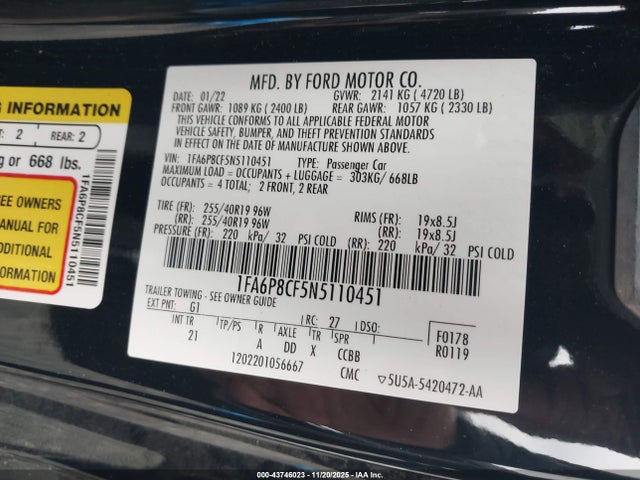 G INFORMATION
2 REAR: 2
g or 668 lbs.
EE OWNERS
ANUAL FOR
ADDITIONAL
FORMATION
1FA6P8CF5N5110451
MFD. BY FORD MOTOR CO.
DATE: 01/22 GVWR: 2141 KG ( 4720 LB)
FRONT GAWR: 1089 KG ( 2400 LB) REAR GAWR: 1057 KG ( 2330 LB)
THIS VEHICLE CONFORMS TO ALL APPLICABLE FEDERAL MOTOR
VEHICLE SAFETY, BUMPER, AND THEFT PREVENTION STANDARDS
IN EFFECT ON THE DATE OF MANUFACTURE SHOWN ABOVE.
VIN: 1FA6P8CF5N5110451 TYPE: Passenger Car
MAXIMUM LOAD = OCCUPANTS + LUGGAGE = 303KG/ 668LB
OCCUPANTS = 4 TOTAL; 2 FRONT, 2 REAR
TIRE (FR): 255/40R19 96W RIMS (FR): 19x8.5J
(RR): 255/40R19 96W (RR): 19x8.5J
PRESSURE (FR): 220 kPa/ 32 PSI COLD (RR): 220 kPa/ 32 PSI COLD
1FA6P8CF5N5110451
TRAILER TOWING - SEE OWNER GUIDE
EXT PNT: G1 RC: 27 DSO: F0178
INT TR TP/PS R AXLE TR SPR R0119
21 A DD X CCBB
1202201056667 CMC ▽5U5A-5420472-AA
000-43746023 - 11/20/2025 - IAA, Inc.